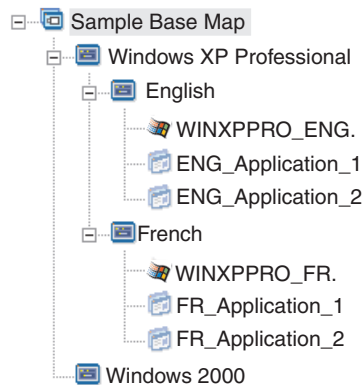 Sample Base Map
Windows XP Professional
English
WINXPPRO_ENG.
ENG_Application_1
ENG_Application_2
French
WINXPPRO_FR.
FR_Application_1
FR_Application_2
Windows 2000